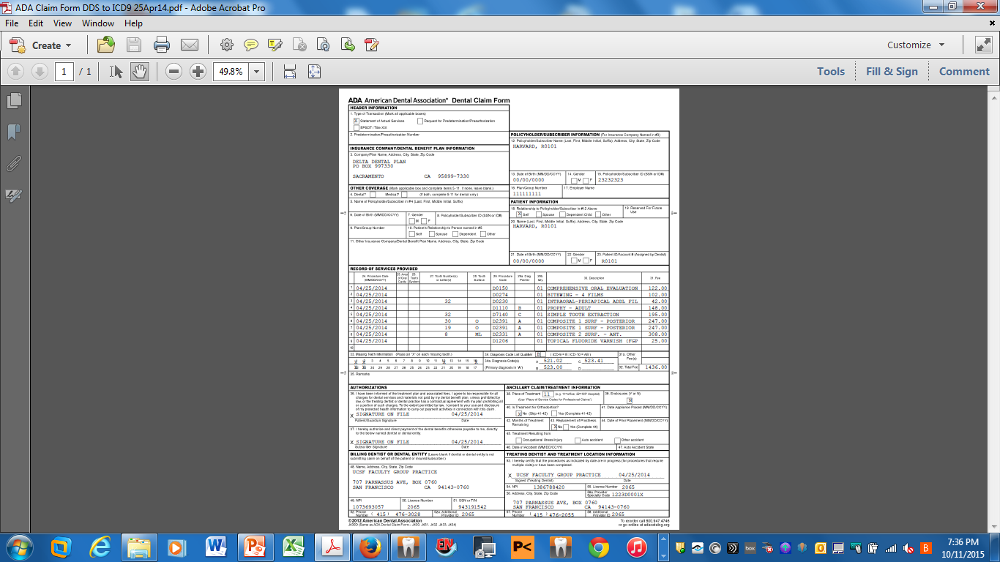 ADA Claim Form DDS to ICD9 25Apr14.pdf - Adobe Acrobat Pro
File Edit View Window Help
Create
Customize
1 / 1
49.8%
Tools Fill & Sign Comment
ADA American Dental Association® Dental Claim Form
HEADER INFORMATION
1. Type of Transaction (Mark all applicable boxes)
X Statement of Actual Services Request for Predetermination/Preauthorization
EPSDT / Title XIX
2. Predetermination/Preauthorization Number
INSURANCE COMPANY/DENTAL BENEFIT PLAN INFORMATION
3. Company/Plan Name, Address, City, State, Zip Code
DELTA DENTAL PLAN
PO BOX 997330
SACRAMENTO CA 95899-7330
OTHER COVERAGE (Mark applicable box and complete items 5-11. If none, leave blank.)
4. Dental? Medical? (If both, complete 5-11 for dental only.)
5. Name of Policyholder/Subscriber in #4 (Last, First, Middle Initial, Suffix)
6. Date of Birth (MM/DD/CCYY) 7. Gender 8. Policyholder/Subscriber ID (SSN or ID#)
M F
9. Plan/Group Number 10. Patient's Relationship to Person named in #5
Self Spouse Dependent Other
11. Other Insurance Company/Dental Benefit Plan Name, Address, City, State, Zip Code
POLICYHOLDER/SUBSCRIBER INFORMATION (For Insurance Company Named in #3)
12. Policyholder/Subscriber Name (Last, First, Middle Initial, Suffix), Address, City, State, Zip Code
HARVARD, R0101
13. Date of Birth (MM/DD/CCYY) 14. Gender 15. Policyholder/Subscriber ID (SSN or ID#)
00/00/0000 M F 23232323
16. Plan/Group Number 17. Employer Name
111111111
PATIENT INFORMATION
18. Relationship to Policyholder/Subscriber in #12 Above 19. Reserved For Future Use
X Self Spouse Dependent Child Other
20. Name (Last, First, Middle Initial, Suffix), Address, City, State, Zip Code
HARVARD, R0101
21. Date of Birth (MM/DD/CCYY) 22. Gender 23. Patient ID/Account # (Assigned by Dentist)
00/00/0000 M F R0101
RECORD OF SERVICES PROVIDED
24. Procedure Date (MM/DD/CCYY) 25. Area of Oral Cavity 26. Tooth System 27. Tooth Number(s) or Letter(s) 28. Tooth Surface 29. Procedure Code 29a. Diag. Pointer 29b. Qty. 30. Description 31. Fee
1 04/25/2014 D0150 01 COMPREHENSIVE ORAL EVALUATION 122.00
2 04/25/2014 D0274 01 BITEWING - 4 FILMS 102.00
3 04/25/2014 32 D0230 01 INTRAORAL-PERIAPICAL ADDL FIL 42.00
4 04/25/2014 D1110 B 01 PROPHY - ADULT 148.00
5 04/25/2014 32 D7140 C 01 SIMPLE TOOTH EXTRACTION 195.00
6 04/25/2014 30 O D2391 A 01 COMPOSITE 1 SURF - POSTERIOR 247.00
7 04/25/2014 19 O D2391 A 01 COMPOSITE 1 SURF - POSTERIOR 247.00
8 04/25/2014 8 ML D2331 A 01 COMPOSITE 2 SURF. - ANT. 308.00
9 04/25/2014 D1206 01 TOPICAL FLUORIDE VARNISH (FGP 25.00
10
33. Missing Teeth Information (Place an "X" on each missing tooth.) 34. Diagnosis Code List Qualifier B ( ICD-9 = B; ICD-10 = AB ) 31a. Other Fee(s)
3 4 5 6 7 8 9 10 11 13 14 15
34a. Diagnosis Code(s) A 521.02 C 523.41
30 29 28 27 26 25 24 23 22 21 20 19 18 17
(Primary diagnosis in "A") B 523.00 D 32. Total Fee 1436.00
35. Remarks
AUTHORIZATIONS
36. I have been informed of the treatment plan and associated fees. I agree to be responsible for all
charges for dental services and materials not paid by my dental benefit plan, unless prohibited by
law, or the treating dentist or dental practice has a contractual agreement with my plan prohibiting all
or a portion of such charges. To the extent permitted by law, I consent to your use and disclosure
of my protected health information to carry out payment activities in connection with this claim.
X SIGNATURE ON FILE 04/25/2014
Patient/Guardian Signature Date
37. I hereby authorize and direct payment of the dental benefits otherwise payable to me, directly
to the below named dentist or dental entity.
X SIGNATURE ON FILE 04/25/2014
Subscriber Signature Date
ANCILLARY CLAIM/TREATMENT INFORMATION
38. Place of Treatment 11 (e.g. 11=office; 22=O/P Hospital) 39. Enclosures (Y or N)
(Use "Place of Service Codes for Professional Claims") N
40. Is Treatment for Orthodontics? 41. Date Appliance Placed (MM/DD/CCYY)
X No (Skip 41-42) Yes (Complete 41-42)
42. Months of Treatment Remaining 43. Replacement of Prosthesis 44. Date of Prior Placement (MM/DD/CCYY)
X No Yes (Complete 44)
45. Treatment Resulting from
Occupational illness/injury Auto accident Other accident
46. Date of Accident (MM/DD/CCYY) 47. Auto Accident State
BILLING DENTIST OR DENTAL ENTITY (Leave blank if dentist or dental entity is not
submitting claim on behalf of the patient or insured/subscriber.)
48. Name, Address, City, State, Zip Code
UCSF FACULTY GROUP PRACTICE
707 PARNASSUS AVE, BOX 0760
SAN FRANCISCO CA 94143-0760
49. NPI 50. License Number 51. SSN or TIN
1073693057 2065 943191542
52. Phone Number ( 415 ) 476-3028 52a. Additional Provider ID 2065
TREATING DENTIST AND TREATMENT LOCATION INFORMATION
53. I hereby certify that the procedures as indicated by date are in progress (for procedures that require
multiple visits) or have been completed.
X UCSF FACULTY GROUP PRACTICE 04/25/2014
Signed (Treating Dentist) Date
54. NPI 1386788420 55. License Number 2065
56. Address, City, State, Zip Code 56a. Provider Specialty Code 1223D0001X
707 PARNASSUS AVE, BOX 0760
SAN FRANCISCO CA 94143-0760
57. Phone Number ( 415 ) 476-2055 58. Additional Provider ID 2065
©2012 American Dental Association
J430D (Same as ADA Dental Claim Form – J430, J431, J432, J433, J434)
To reorder call 800.947.4746
or go online at adacatalog.org
box
7:36 PM
10/11/2015